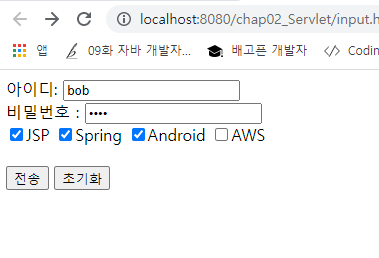 localhost:8080/chap02_Servlet/input.h
앱 09화 자바 개발자... 배고픈 개발자 Codin
아이디: bob
비밀번호 : ••••
JSP Spring Android AWS
전송 초기화